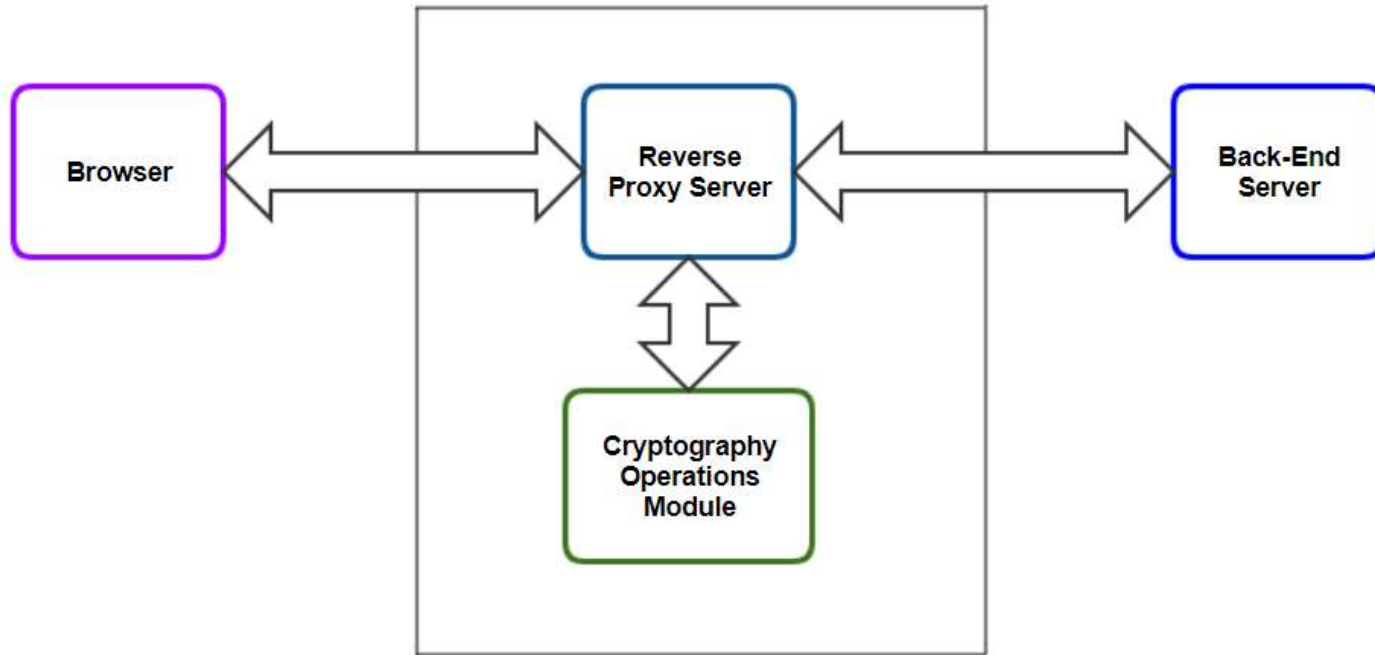 Browser
Reverse
Proxy Server
Back-End
Server
Cryptography
Operations
Module